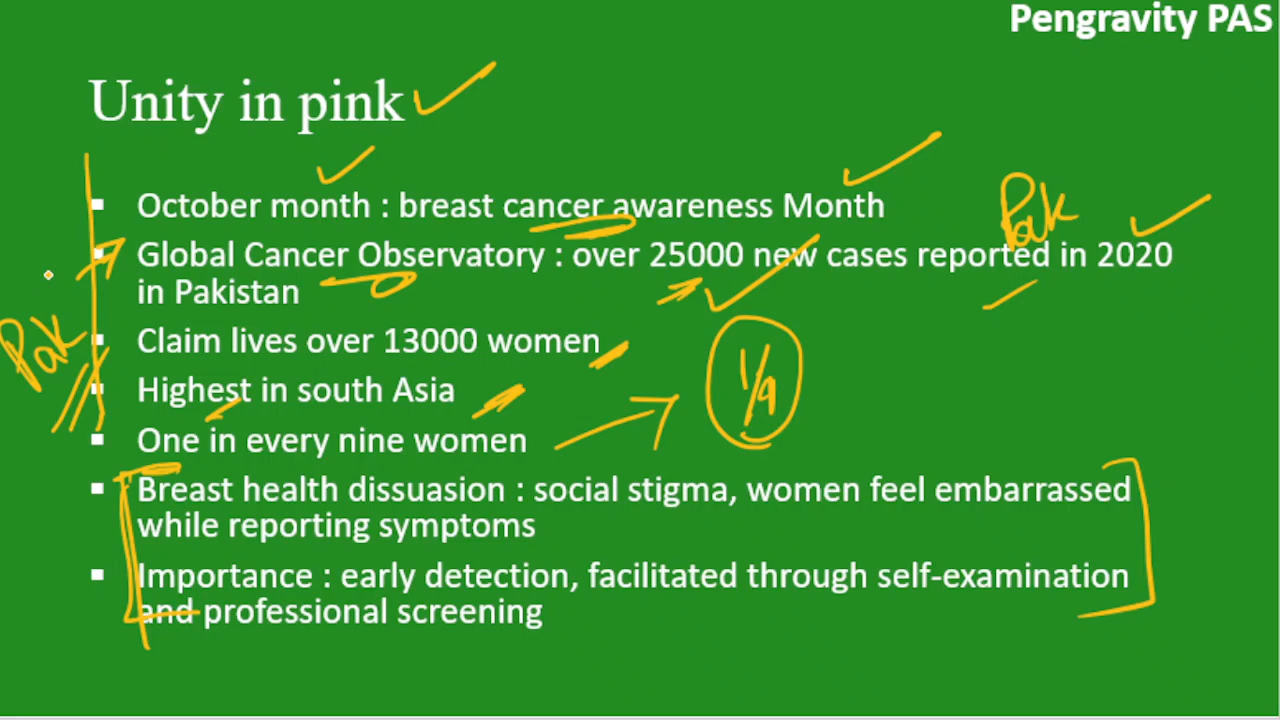 Pengravity PAS
Unity in pink
▪ October month : breast cancer awareness Month
Pak
▪ Global Cancer Observatory : over 25000 new cases reported in 2020
in Pakistan
Pak
▪ Claim lives over 13000 women
▪ Highest in south Asia
1/9
▪ One in every nine women
▪ Breast health dissuasion : social stigma, women feel embarrassed
while reporting symptoms
▪ Importance : early detection, facilitated through self-examination
and professional screening